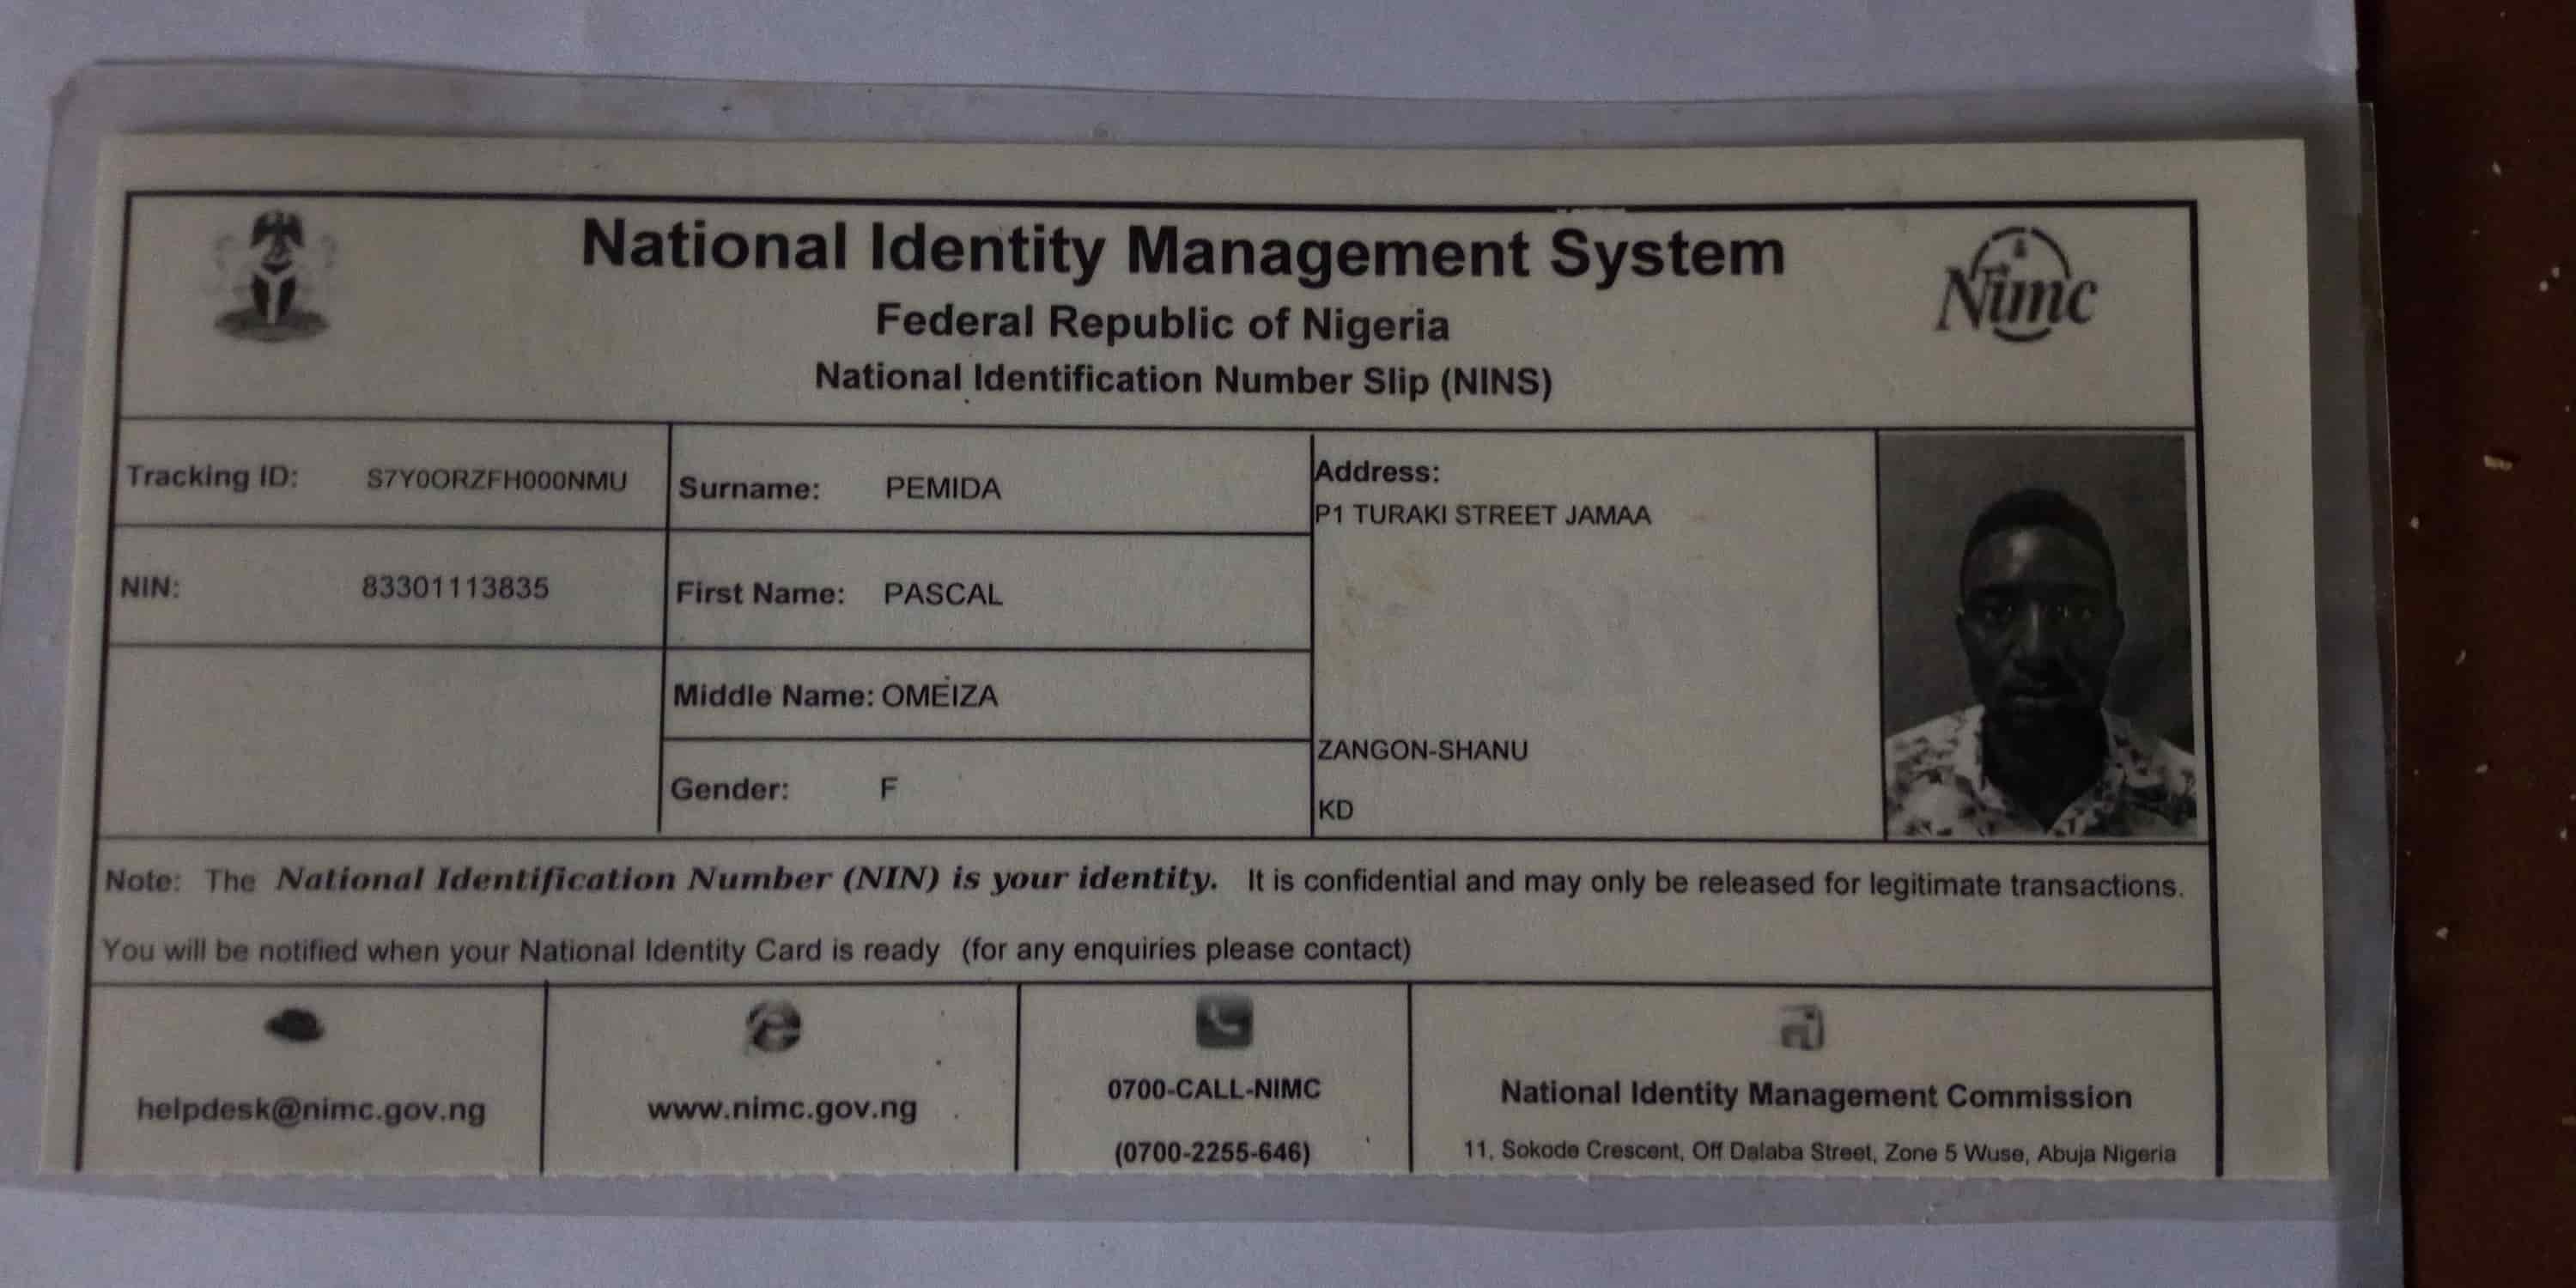 National Identity Management System
Nimc
Federal Republic of Nigeria
National Identification Number Slip (NINS)
Tracking ID: S7Y0ORZFH000NMU
NIN: 83301113835
Surname: PEMIDA
First Name: PASCAL
Middle Name: OMEIZA
Gender: F
Address:
P1 TURAKI STREET JAMAA
ZANGON-SHANU
KD
Note: The National Identification Number (NIN) is your identity. It is confidential and may only be released for legitimate transactions.
You will be notified when your National Identity Card is ready (for any enquiries please contact)
helpdesk@nimc.gov.ng
www.nimc.gov.ng
0700-CALL-NIMC
(0700-2255-646)
National Identity Management Commission
11, Sokode Crescent, Off Dalaba Street, Zone 5 Wuse, Abuja Nigeria